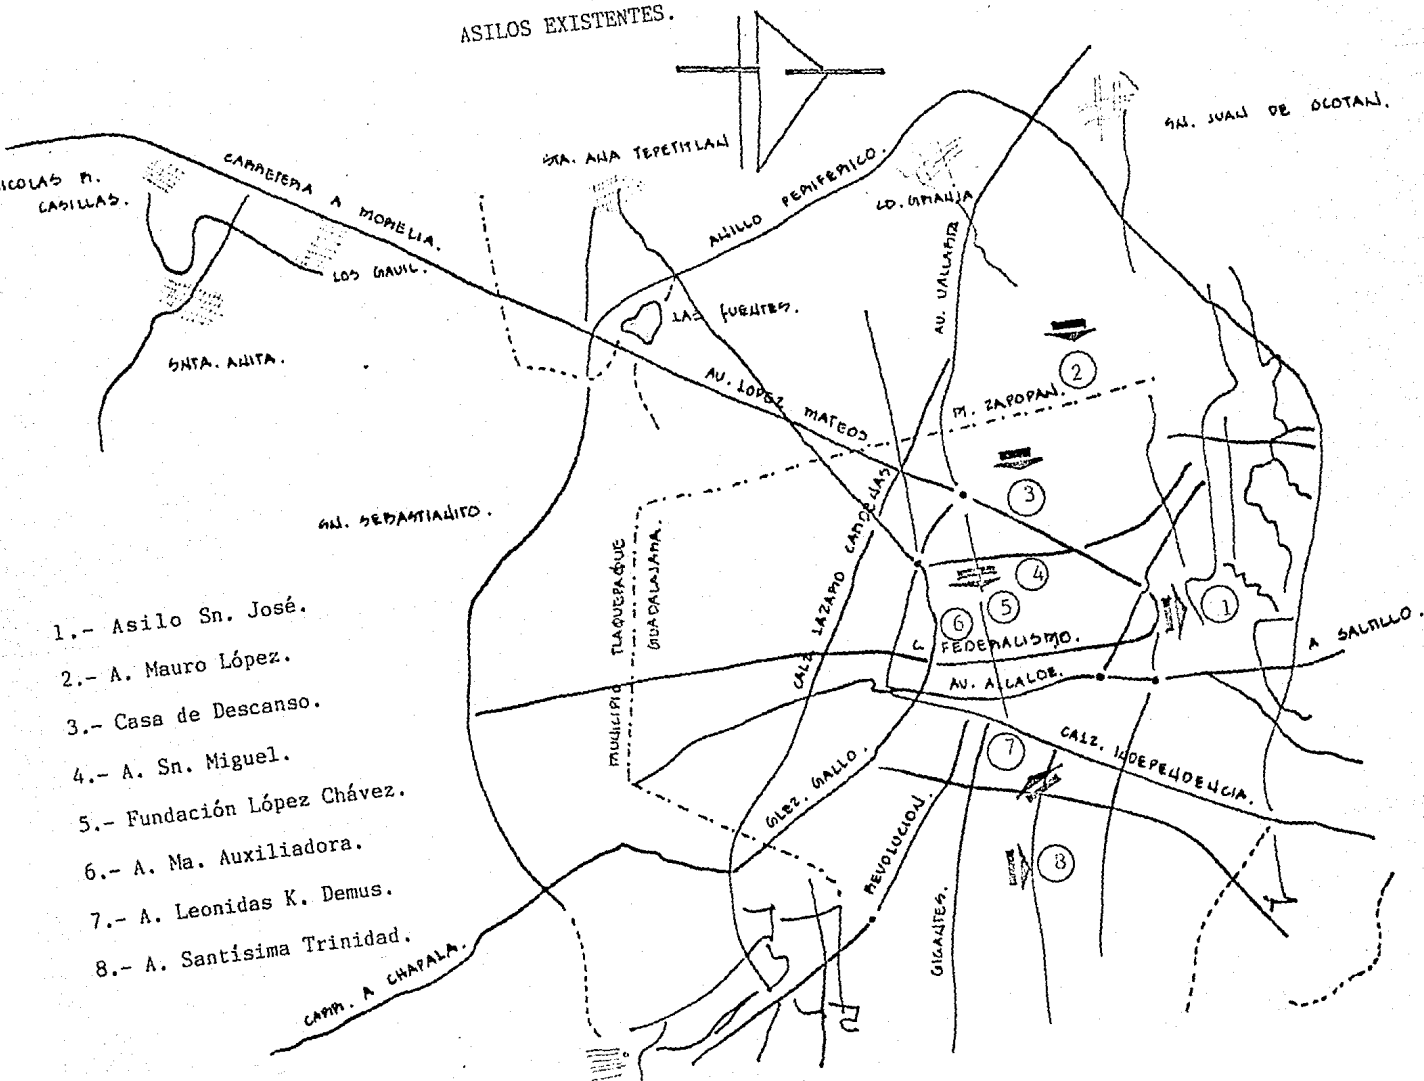 ASILOS EXISTENTES.
SN. JUAN DE OCOTAN.
STA. ANA TEPETITLAN
ANILLO PERIFERICO.
LD. GRANJA
CARRETERA A MORELIA.
ICOLAS R.
CASILLAS.
LOS GAVIL.
SNTA. ANITA.
LAS FUENTES.
AV. VALLARTA
2
AV. LOPEZ MATEOS
M. ZAPOPAN.
3
SN. SEBASTIANITO.
CALZ. LAZARO CARDENAS
MUNICIPIO TLAQUEPAQUE
GUADALAJARA.
4
5
6
1
C. FEDERALISMO.
A SALTILLO.
AV. ALCALDE.
7
CALZ. INDEPENDENCIA.
GLEZ. GALLO.
REVOLUCION.
8
GIGANTES.
CARR. A CHAPALA.
1.- Asilo Sn. José.
2.- A. Mauro López.
3.- Casa de Descanso.
4.- A. Sn. Miguel.
5.- Fundación López Chávez.
6.- A. Ma. Auxiliadora.
7.- A. Leonidas K. Demus.
8.- A. Santísima Trinidad.